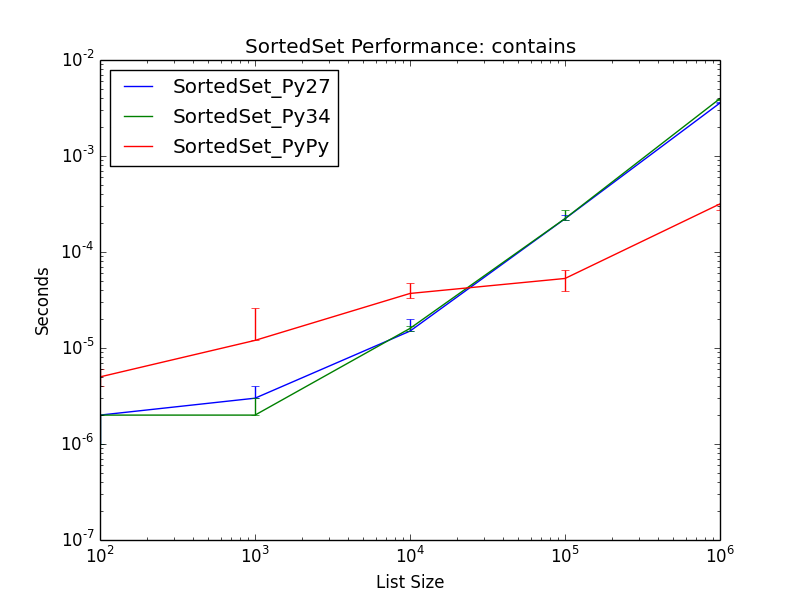 SortedSet Performance: contains
10^-2
SortedSet_Py27
SortedSet_Py34
SortedSet_PyPy
10^-3
10^-4
Seconds
10^-5
10^-6
10^-7
10^2 10^3 10^4 10^5 10^6
List Size